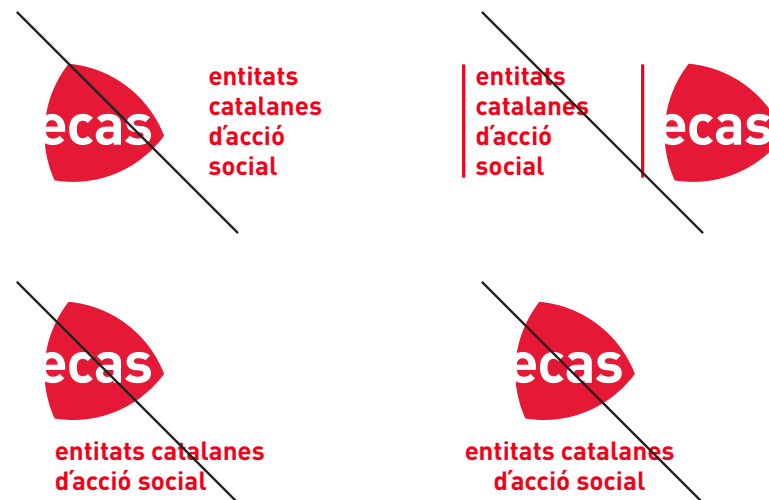 ecas
entitats
catalanes
d´acció
social
entitats
catalanes
d´acció
social
ecas
ecas
entitats catalanes
d´acció social
ecas
entitats catalanes
d´acció social